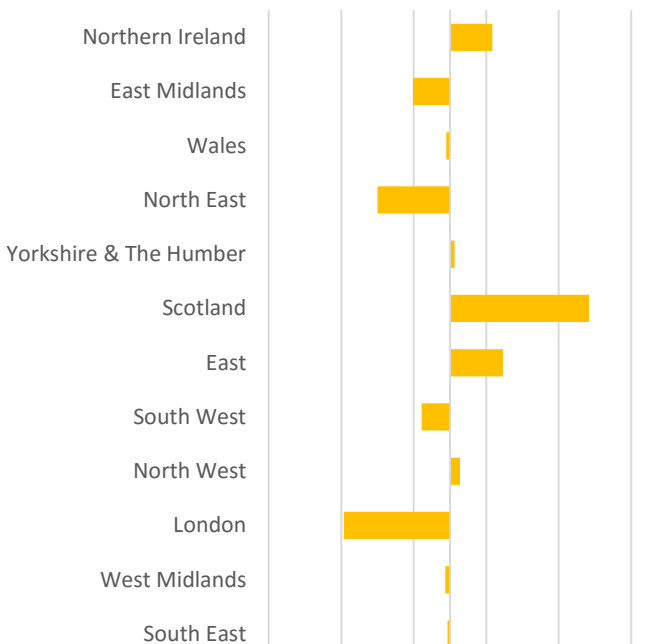 Northern Ireland
East Midlands
Wales
North East
Yorkshire & The Humber
Scotland
East
South West
North West
London
West Midlands
South East